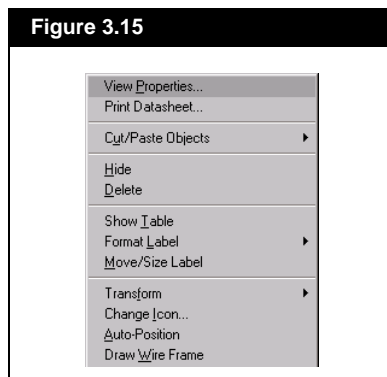 Figure 3.15
View Properties...
Print Datasheet...
Cut/Paste Objects
Hide
Delete
Show Table
Format Label
Move/Size Label
Transform
Change Icon...
Auto-Position
Draw Wire Frame